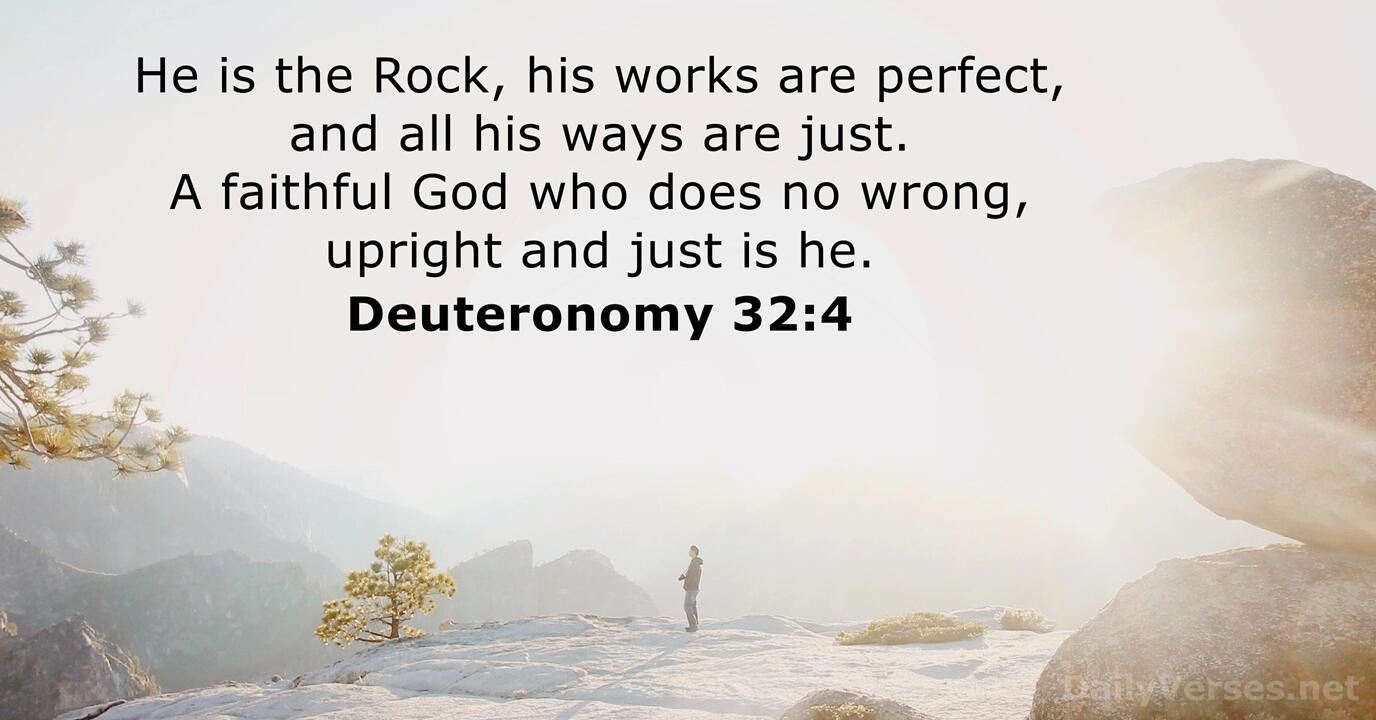 He is the Rock, his works are perfect,
and all his ways are just.
A faithful God who does no wrong,
upright and just is he.
Deuteronomy 32:4
DailyVerses.net